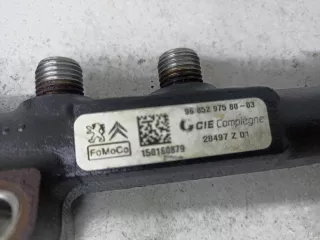 96 852 975 80-03
CIE Compiègne
28497 Z 01
FoMoCo
150160879